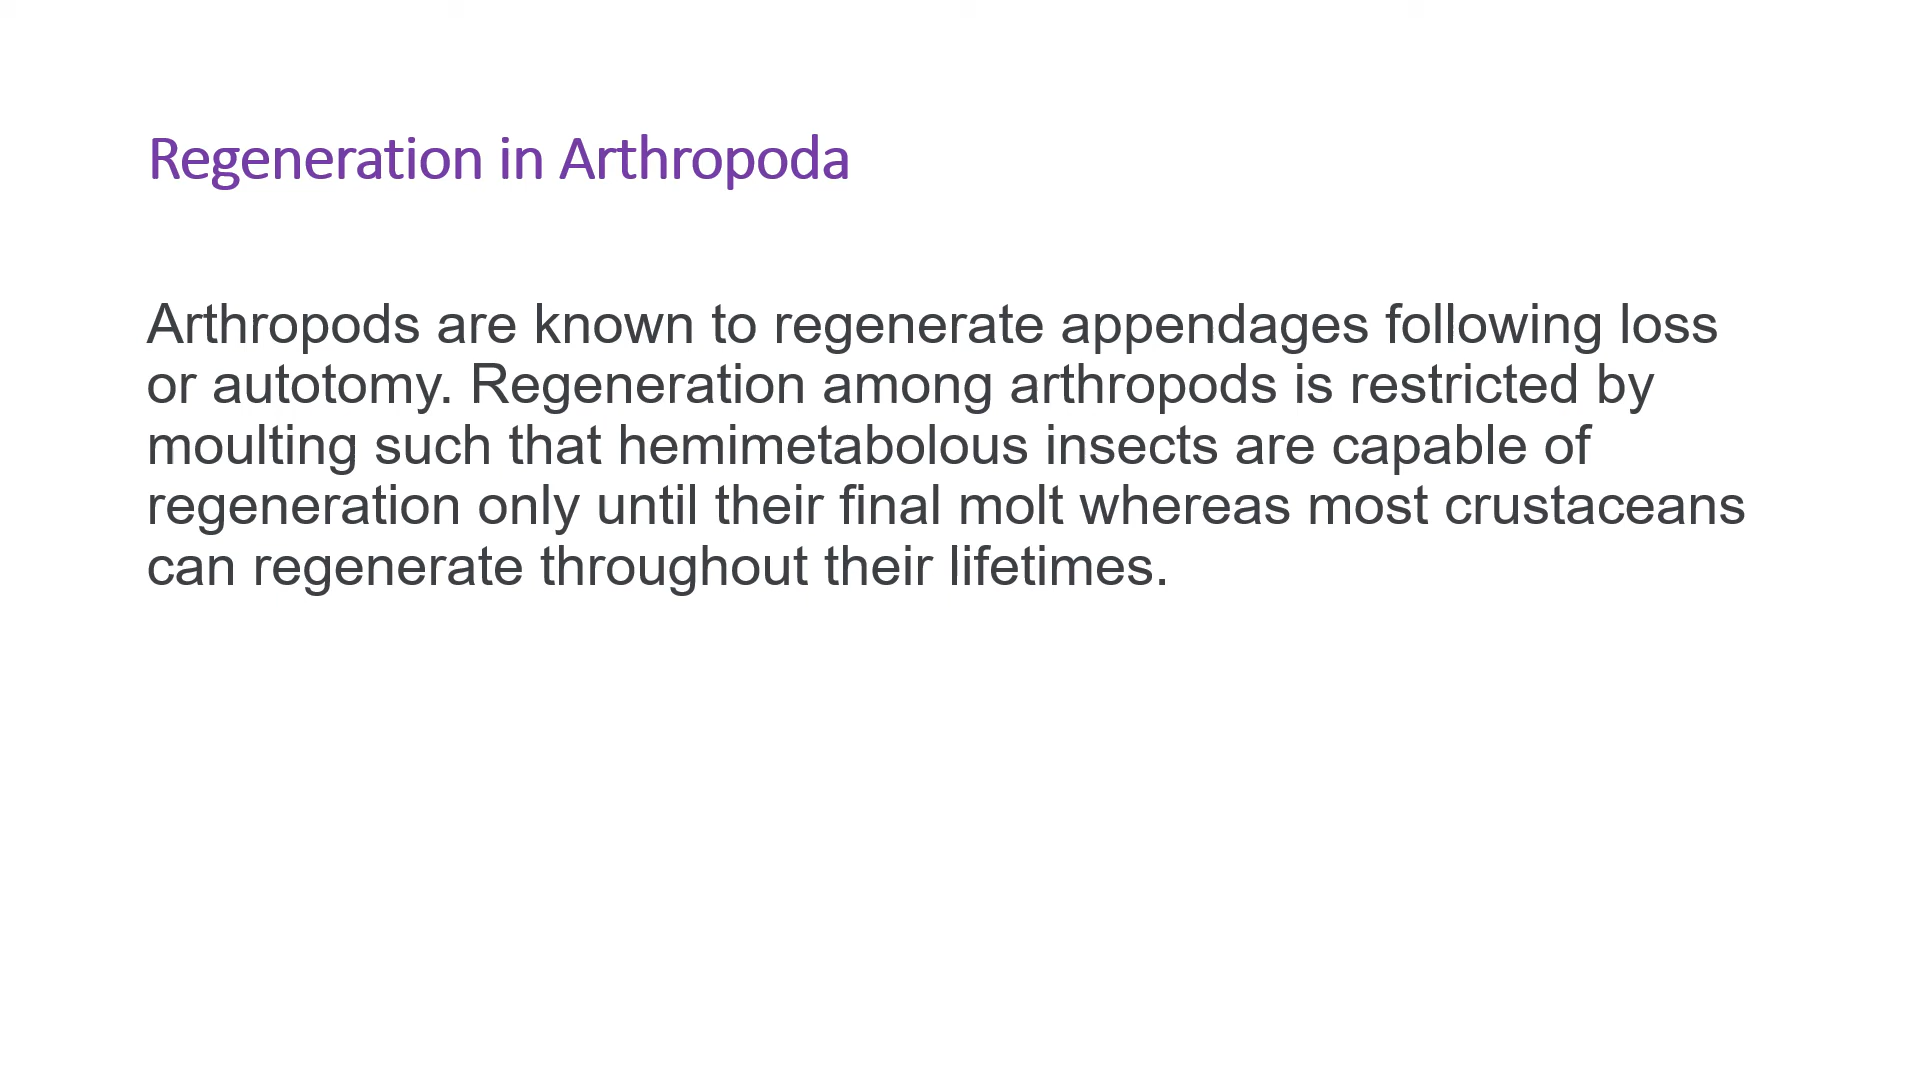 Regeneration in Arthropoda
Arthropods are known to regenerate appendages following loss
or autotomy. Regeneration among arthropods is restricted by
moulting such that hemimetabolous insects are capable of
regeneration only until their final molt whereas most crustaceans
can regenerate throughout their lifetimes.